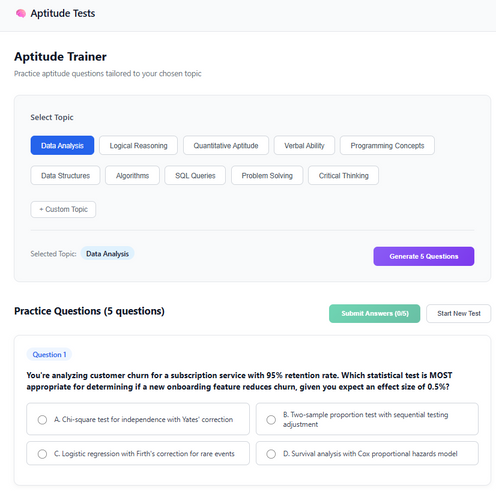 Aptitude Tests
Aptitude Trainer
Practice aptitude questions tailored to your chosen topic
Select Topic
Data Analysis
Logical Reasoning
Quantitative Aptitude
Verbal Ability
Programming Concepts
Data Structures
Algorithms
SQL Queries
Problem Solving
Critical Thinking
+ Custom Topic
Selected Topic: Data Analysis
Generate 5 Questions
Practice Questions (5 questions)
Submit Answers (0/5)
Start New Test
Question 1
You're analyzing customer churn for a subscription service with 95% retention rate. Which statistical test is MOST
appropriate for determining if a new onboarding feature reduces churn, given you expect an effect size of 0.5%?
A. Chi-square test for independence with Yates' correction
B. Two-sample proportion test with sequential testing
adjustment
C. Logistic regression with Firth's correction for rare events
D. Survival analysis with Cox proportional hazards model